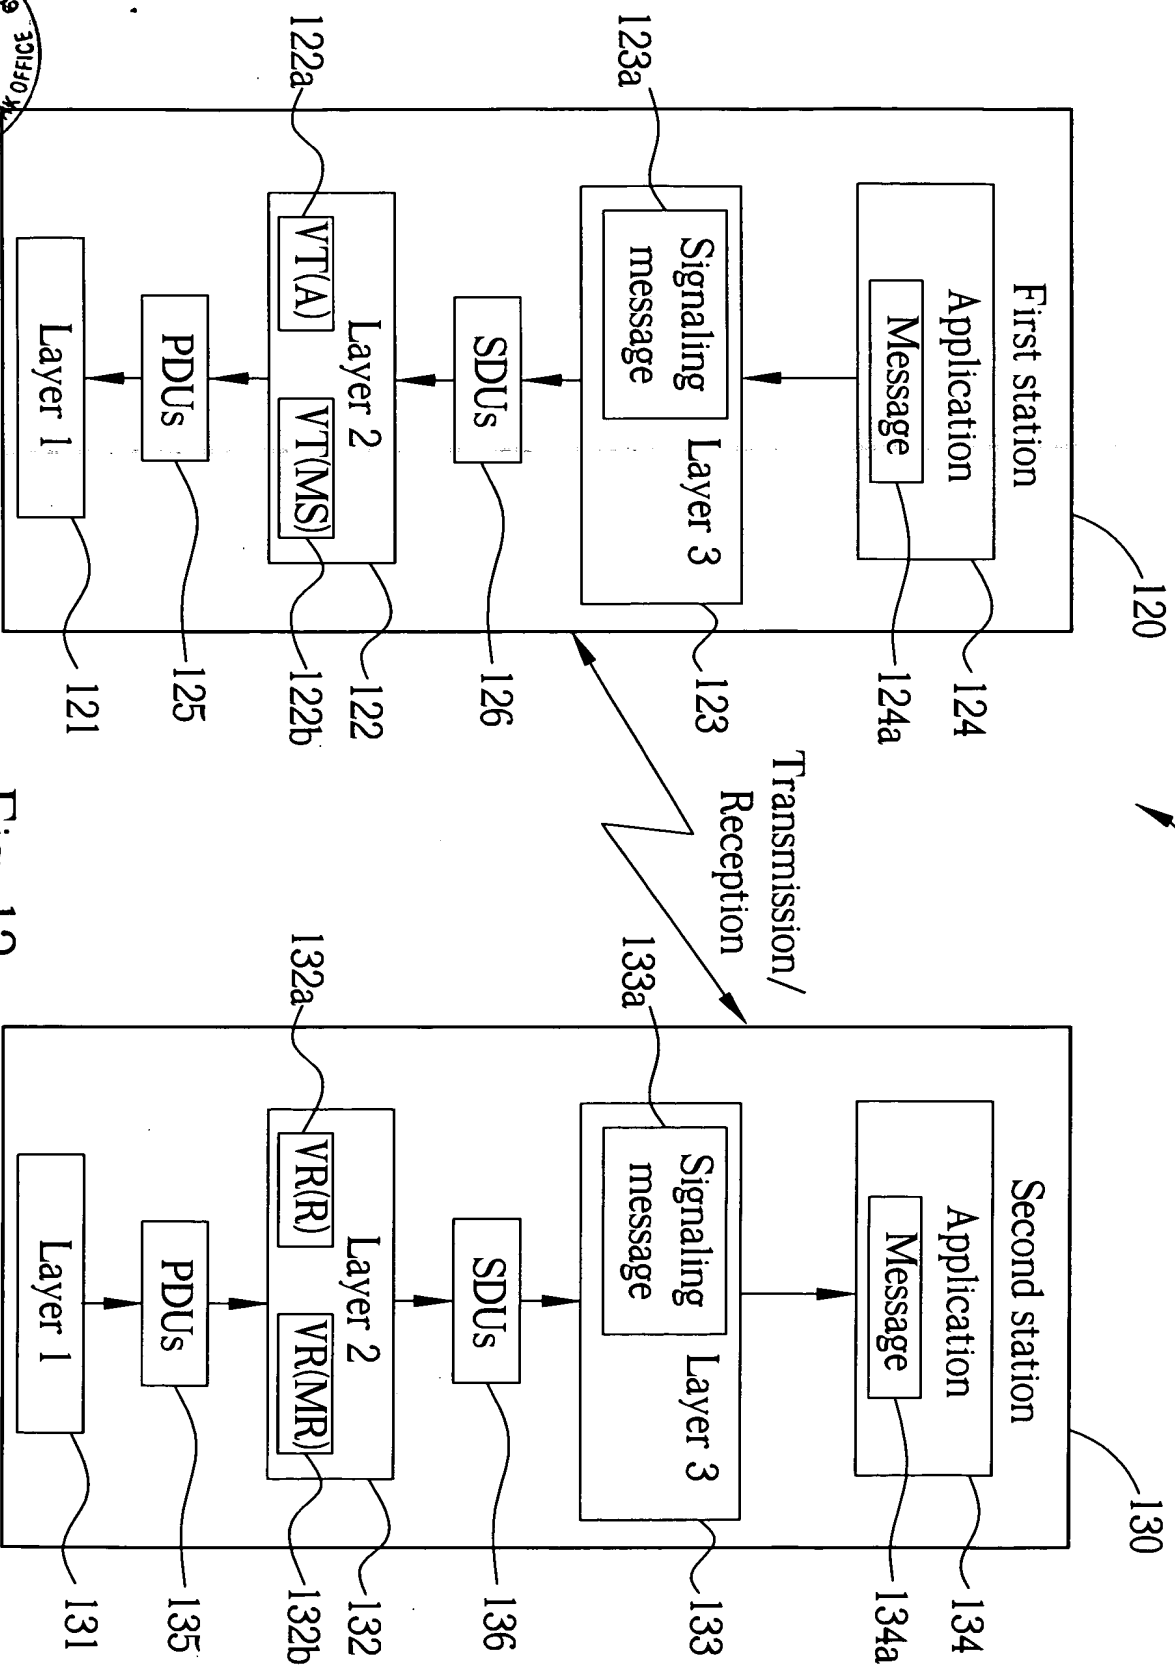 120
First station
Application
Message
124
124a
123a
Signaling
message
Layer 3
123
SDUs
126
122a
Layer 2
VT(A)
VT(MS)
122
122b
PDUs
125
Layer 1
121
Transmission/
Reception
130
Second station
Application
Message
134
134a
133a
Signaling
message
Layer 3
133
SDUs
136
132a
Layer 2
VR(R)
VR(MR)
132
132b
PDUs
135
Layer 1
131
OFFICE